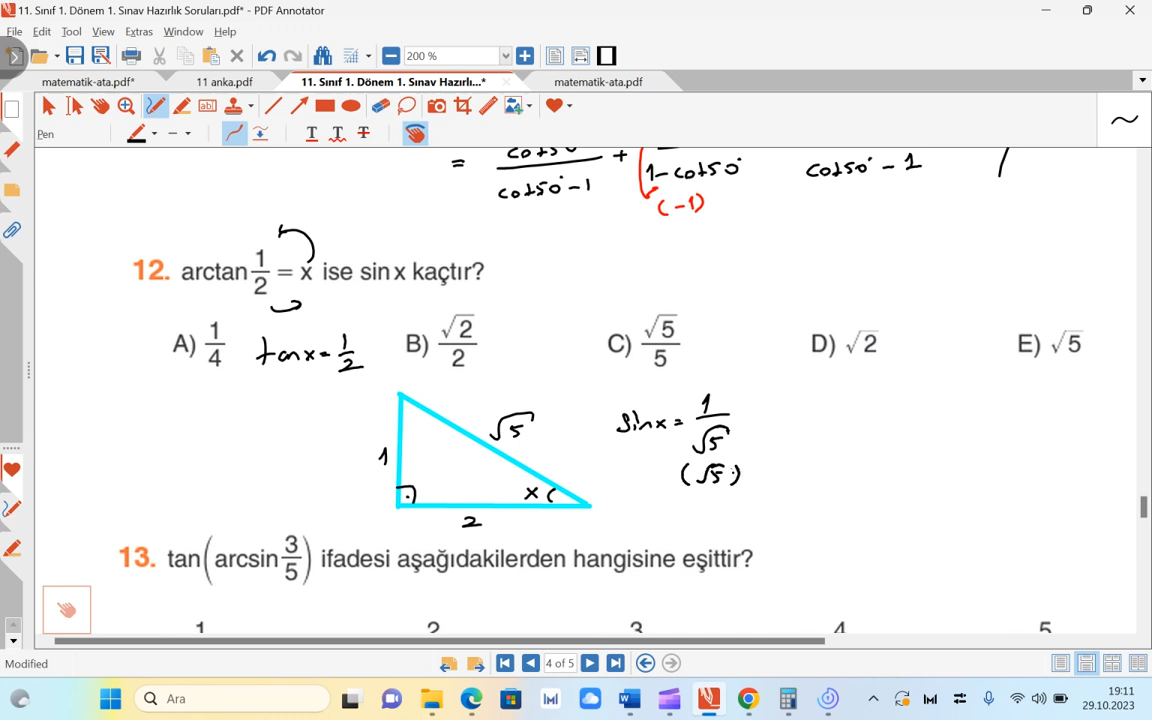 11. Sınıf 1. Dönem 1. Sınav Hazırlık Soruları.pdf* - PDF Annotator
File Edit Tool View Extras Window Help
200 %
matematik-ata.pdf* 11 anka.pdf 11. Sınıf 1. Dönem 1. Sınav Hazırlı...* matematik-ata.pdf
Pen
= cot50° / cot50° - 1 + 1 - cot50° cot50° - 1
(-1)
12. arctan 1/2 = x ise sin x kaçtır?
A) 1/4 B) √2/2 C) √5/5 D) √2 E) √5
tan x = 1/2
√5
sin x = 1/√5
(√5)
1
x
2
13. tan(arcsin 3/5) ifadesi aşağıdakilerden hangisine eşittir?
1 2 3 4 5
Modified
4 of 5
Ara
19:11
29.10.2023